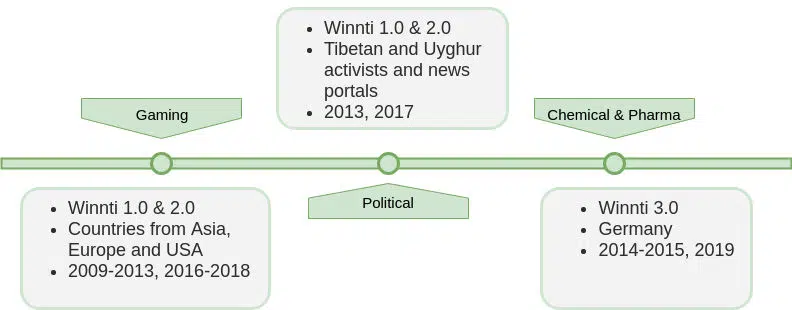 Gaming
• Winnti 1.0 & 2.0
• Countries from Asia,
Europe and USA
• 2009-2013, 2016-2018
• Winnti 1.0 & 2.0
• Tibetan and Uyghur
activists and news
portals
• 2013, 2017
Political
Chemical & Pharma
• Winnti 3.0
• Germany
• 2014-2015, 2019